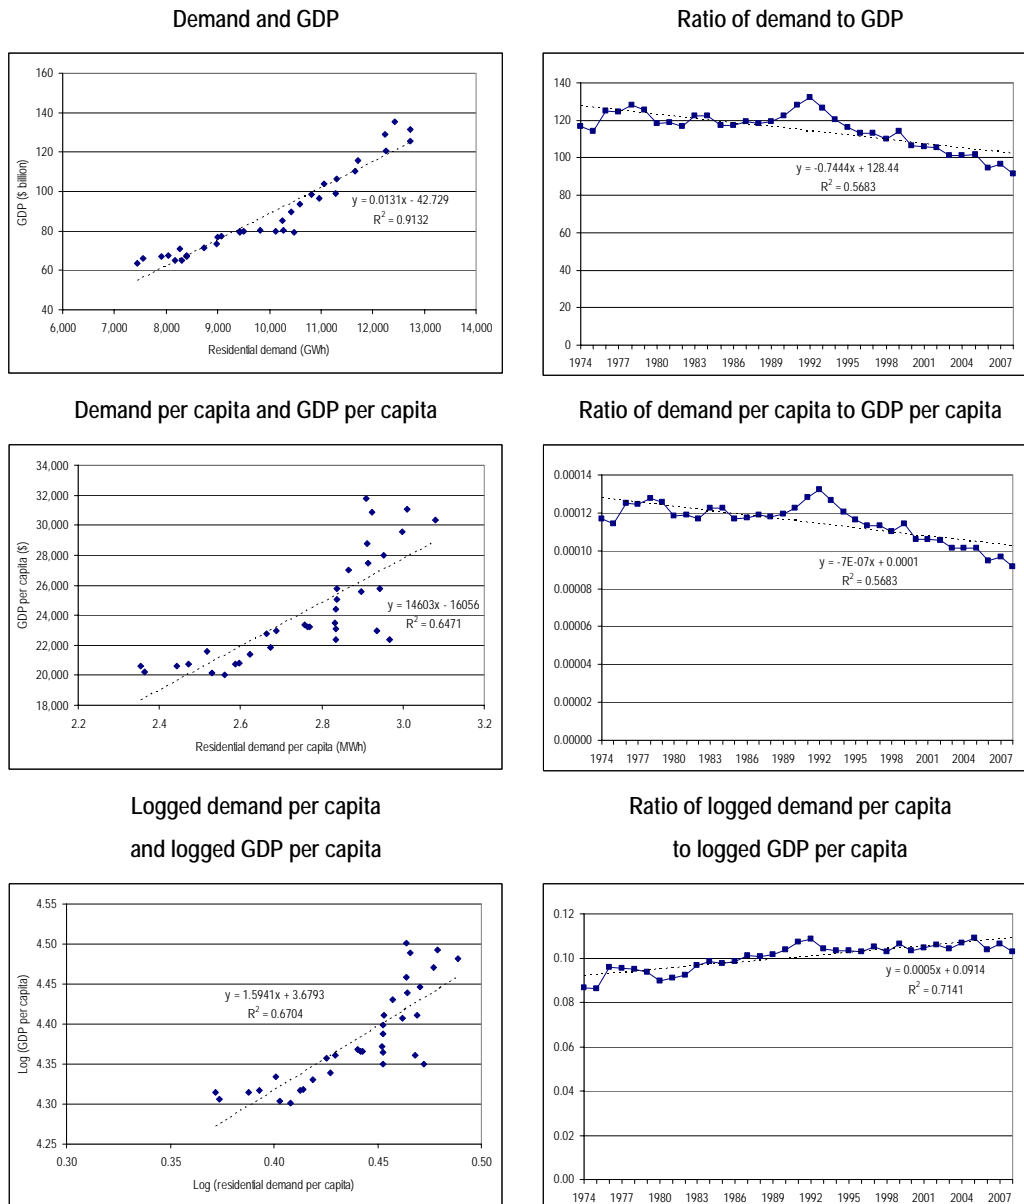 Demand and GDP
160
140
120
100
80
60
40
GDP ($ billion)
y = 0.0131x - 42.729
R2 = 0.9132
6,000 7,000 8,000 9,000 10,000 11,000 12,000 13,000 14,000
Residential demand (GWh)
Ratio of demand to GDP
140
120
100
80
60
40
20
0
y = -0.7444x + 128.44
R2 = 0.5683
1974 1977 1980 1983 1986 1989 1992 1995 1998 2001 2004 2007
Demand per capita and GDP per capita
34,000
32,000
30,000
28,000
26,000
24,000
22,000
20,000
18,000
GDP per capita ($)
y = 14603x - 16056
R2 = 0.6471
2.2 2.4 2.6 2.8 3.0 3.2
Residential demand per capita (MWh)
Ratio of demand per capita to GDP per capita
0.00014
0.00012
0.00010
0.00008
0.00006
0.00004
0.00002
0.00000
y = -7E-07x + 0.0001
R2 = 0.5683
1974 1977 1980 1983 1986 1989 1992 1995 1998 2001 2004 2007
Logged demand per capita
and logged GDP per capita
4.55
4.50
4.45
4.40
4.35
4.30
4.25
Log (GDP per capita)
y = 1.5941x + 3.6793
R2 = 0.6704
0.30 0.35 0.40 0.45 0.50
Log (residential demand per capita)
Ratio of logged demand per capita
to logged GDP per capita
0.12
0.10
0.08
0.06
0.04
0.02
0.00
y = 0.0005x + 0.0914
R2 = 0.7141
1974 1977 1980 1983 1986 1989 1992 1995 1998 2001 2004 2007